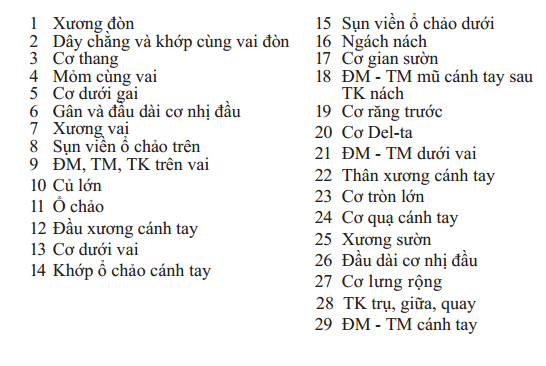 1 Xương đòn
2 Dây chằng và khớp cùng vai đòn
3 Cơ thang
4 Mỏm cùng vai
5 Cơ dưới gai
6 Gân và đầu dài cơ nhị đầu
7 Xương vai
8 Sụn viền ổ chảo trên
9 ĐM, TM, TK trên vai
10 Củ lớn
11 Ổ chảo
12 Đầu xương cánh tay
13 Cơ dưới vai
14 Khớp ổ chảo cánh tay
15 Sụn viền ổ chảo dưới
16 Ngách nách
17 Cơ gian sườn
18 ĐM - TM mũ cánh tay sau
TK nách
19 Cơ răng trước
20 Cơ Del-ta
21 ĐM - TM dưới vai
22 Thân xương cánh tay
23 Cơ tròn lớn
24 Cơ quạ cánh tay
25 Xương sườn
26 Đầu dài cơ nhị đầu
27 Cơ lưng rộng
28 TK trụ, giữa, quay
29 ĐM - TM cánh tay